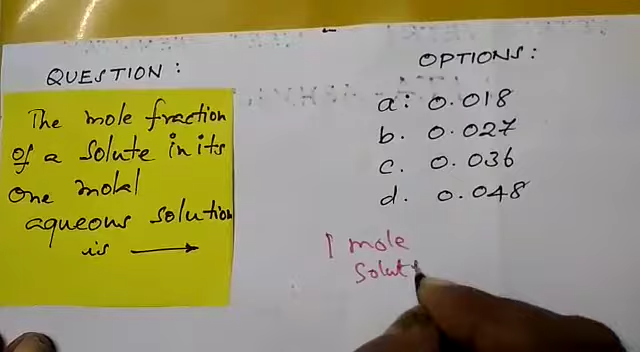 QUESTION:
The mole fraction
of a solute in its
one molal
aqueous solution
is
OPTIONS:
a: 0.018
b. 0.027
c. 0.036
d. 0.048
1 mole
Solut